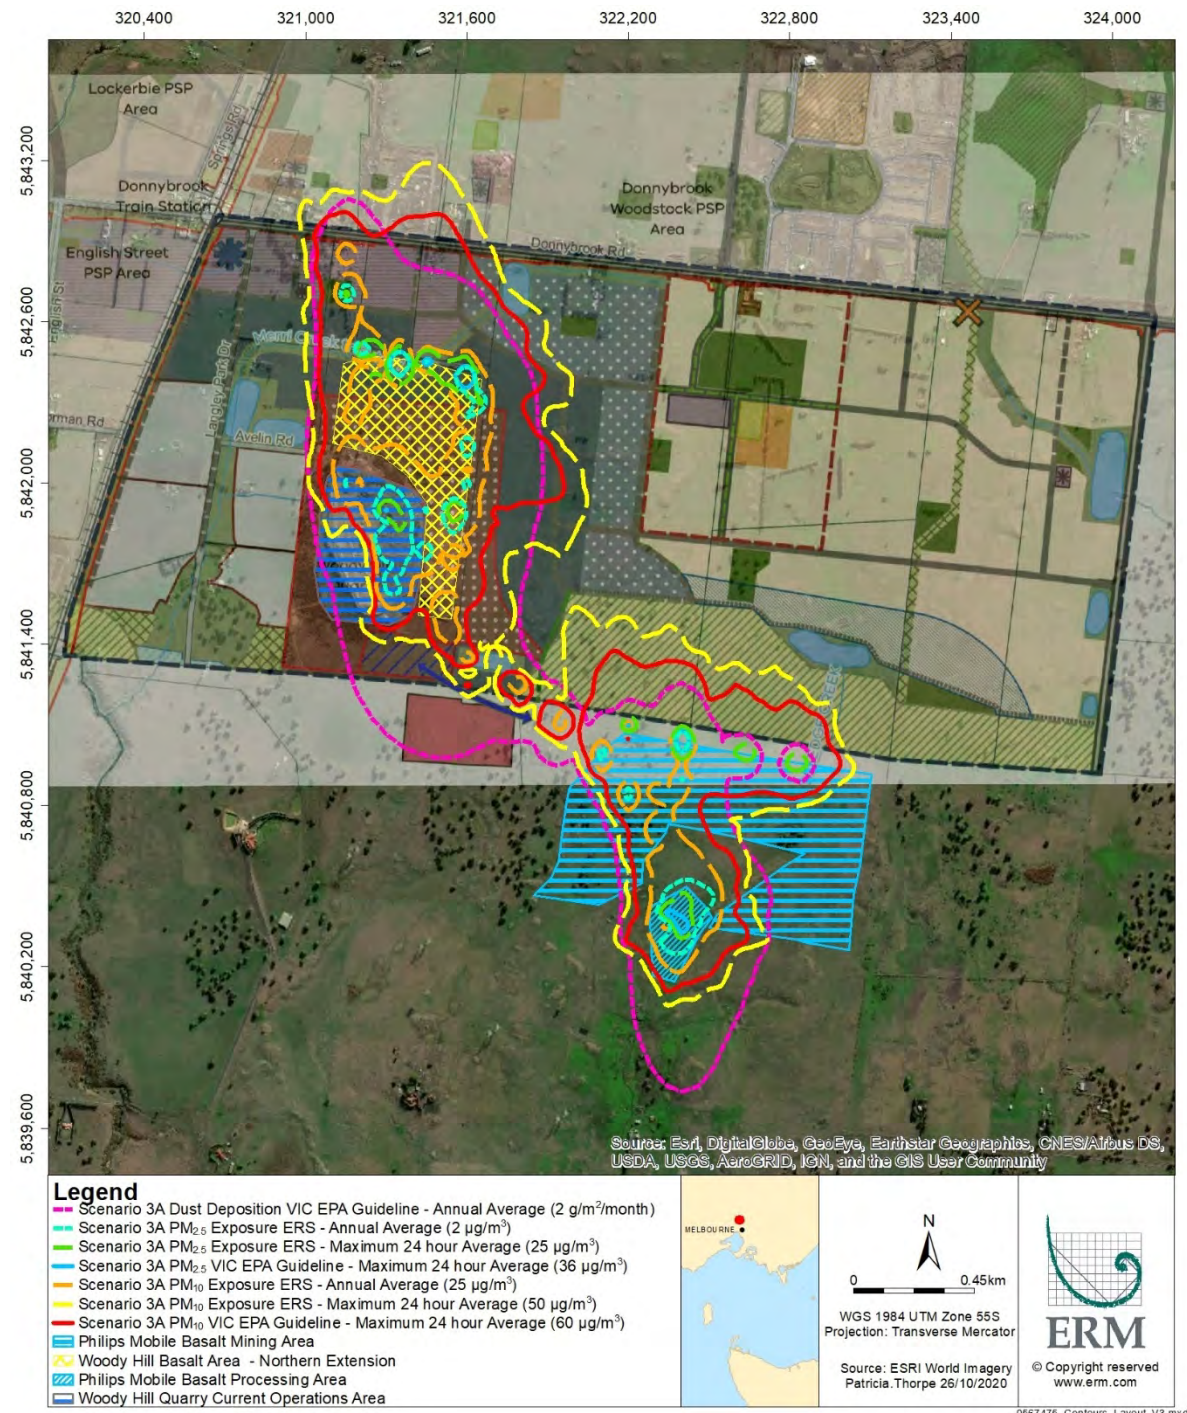 320,400 321,000 321,600 322,200 322,800 323,400 324,000
5,843,200
5,842,600
5,842,000
5,841,400
5,840,800
5,840,200
5,839,600
Lockerbie PSP
Area
Springs Rd
Donnybrook
Train Station
Donnybrook
Woodstock PSP
Area
English Street
PSP Area
Donnybrook Rd
English St
Merri Creek
Langley Park Dr
Avelin Rd
Source: Esri, DigitalGlobe, GeoEye, Earthstar Geographics, CNES/Airbus DS,
USDA, USGS, AeroGRID, IGN, and the GIS User Community
Legend
Scenario 3A Dust Deposition VIC EPA Guideline - Annual Average (2 g/m²/month)
Scenario 3A PM₂.₅ Exposure ERS - Annual Average (2 µg/m³)
Scenario 3A PM₂.₅ Exposure ERS - Maximum 24 hour Average (25 µg/m³)
Scenario 3A PM₂.₅ VIC EPA Guideline - Maximum 24 hour Average (36 µg/m³)
Scenario 3A PM₁₀ Exposure ERS - Annual Average (25 µg/m³)
Scenario 3A PM₁₀ Exposure ERS - Maximum 24 hour Average (50 µg/m³)
Scenario 3A PM₁₀ VIC EPA Guideline - Maximum 24 hour Average (60 µg/m³)
Philips Mobile Basalt Mining Area
Woody Hill Basalt Area - Northern Extension
Philips Mobile Basalt Processing Area
Woody Hill Quarry Current Operations Area
MELBOURNE
N
0 0.45km
WGS 1984 UTM Zone 55S
Projection: Transverse Mercator
Source: ESRI World Imagery
Patricia.Thorpe 26/10/2020
ERM
© Copyright reserved
www.erm.com